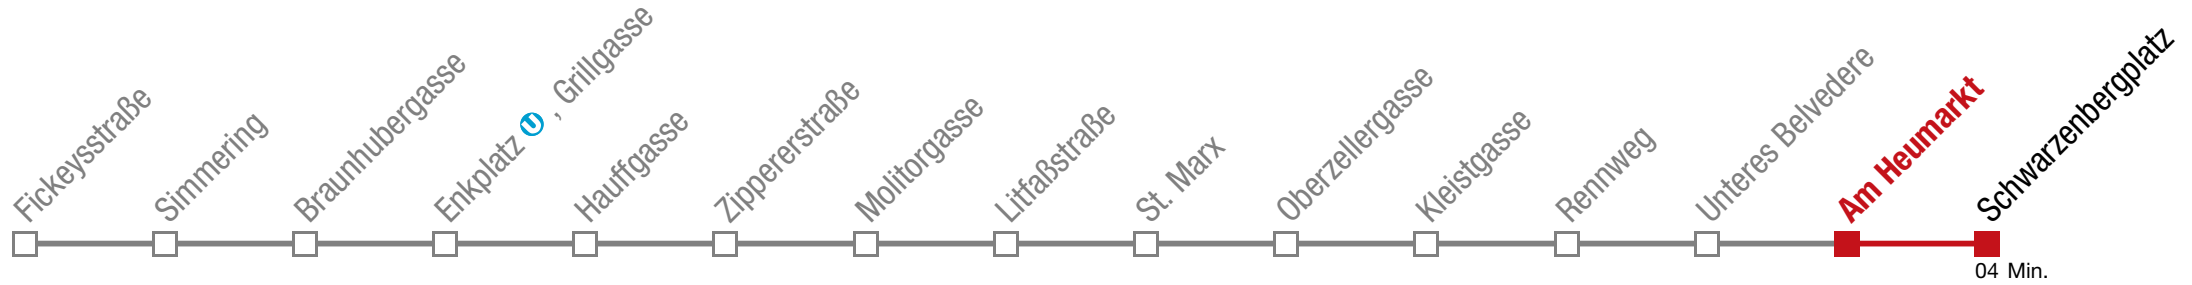 Fickeysstraße
Simmering
Braunhubergasse
Enkplatz U , Grillgasse
Hauffgasse
Zippererstraße
Molitorgasse
Litfaßstraße
St. Marx
Oberzellergasse
Kleistgasse
Rennweg
Unteres Belvedere
Am Heumarkt
Schwarzenbergplatz
04 Min.